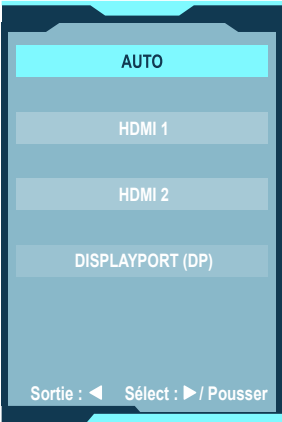 AUTO
HDMI 1
HDMI 2
DISPLAYPORT (DP)
Sortie : ◀ Sélect : ▶/ Pousser